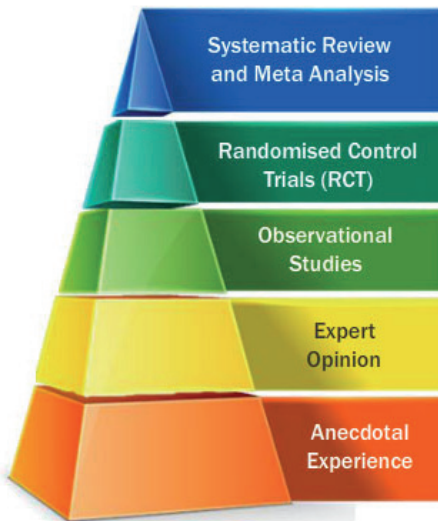 Systematic Review
and Meta Analysis
Randomised Control
Trials (RCT)
Observational
Studies
Expert
Opinion
Anecdotal
Experience